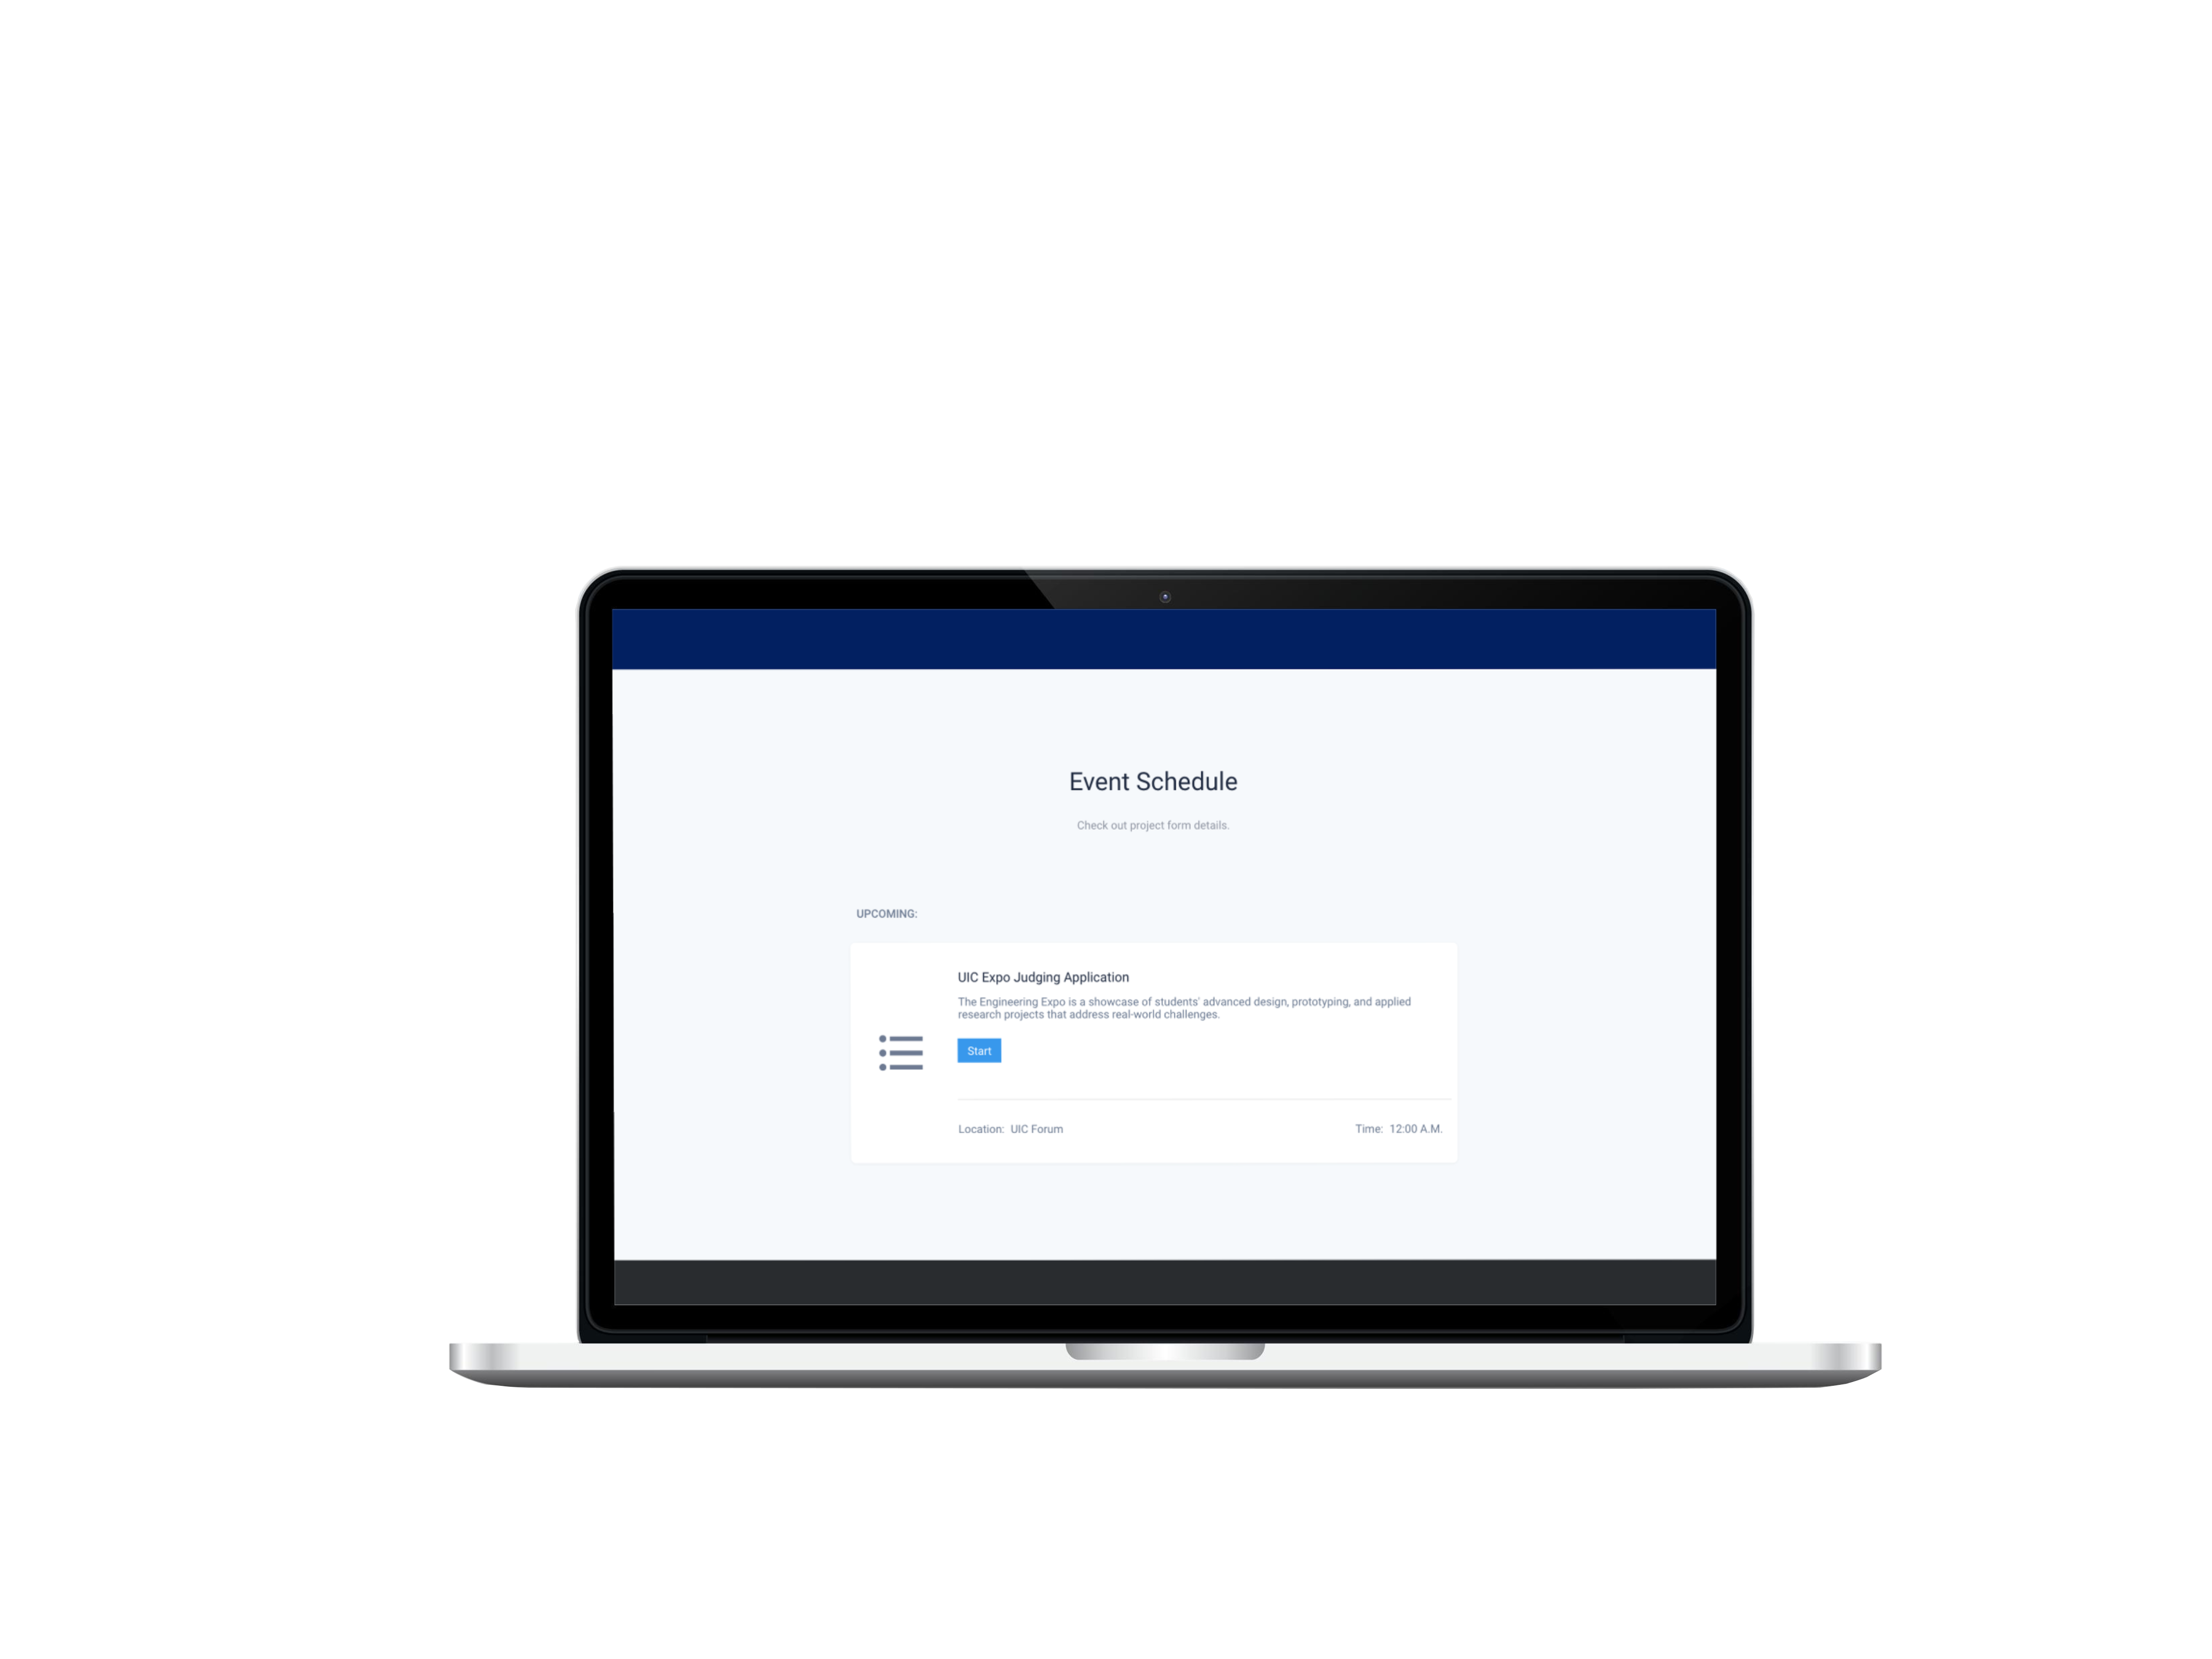 Event Schedule
Check out project form details.
UPCOMING:
UIC Expo Judging Application
The Engineering Expo is a showcase of students' advanced design, prototyping, and applied
research projects that address real-world challenges.
Start
Location: UIC Forum
Time: 12:00 A.M.